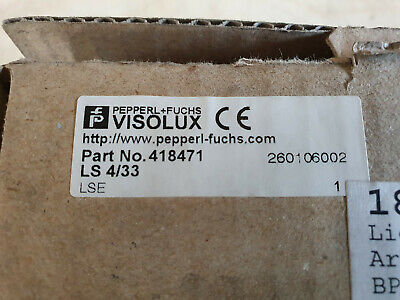 PEPPERL+FUCHS
VISOLUX CE
http://www.pepperl-fuchs.com
Part No. 418471 260106002
LS 4/33
LSE 1
18
Lie
Ar
BP